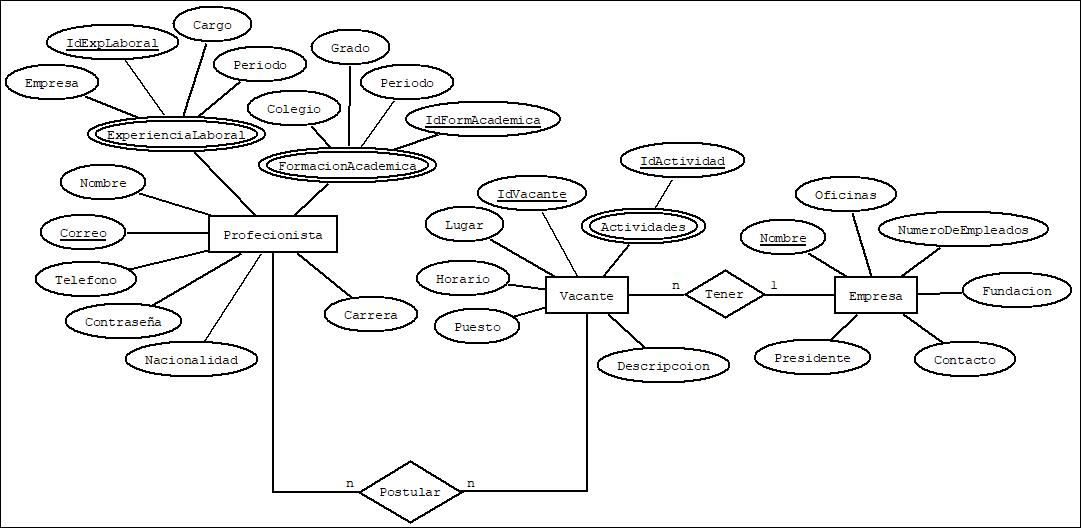 Cargo
IdExpLaboral
Grado
Empresa
Periodo
Periodo
Colegio
IdFormAcademica
ExperienciaLaboral
FormacionAcademica
IdActividad
Nombre
IdVacante
Oficinas
Correo
Profecionista
Lugar
Actividades
Nombre
NumeroDeEmpleados
Telefono
Horario
n
l
Vacante
Tener
Empresa
Fundacion
Contraseña
Carrera
Puesto
Nacionalidad
Descripcoion
Presidente
Contacto
n
n
Postular